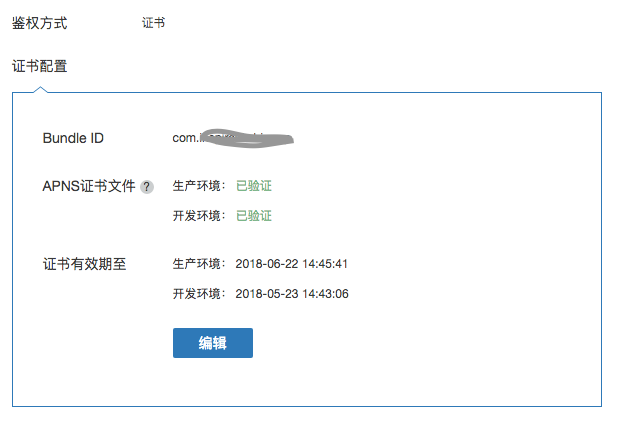 鉴权方式 证书
证书配置
Bundle ID com.
APNS证书文件 ? 生产环境： 已验证
开发环境： 已验证
证书有效期至 生产环境： 2018-06-22 14:45:41
开发环境： 2018-05-23 14:43:06
编辑